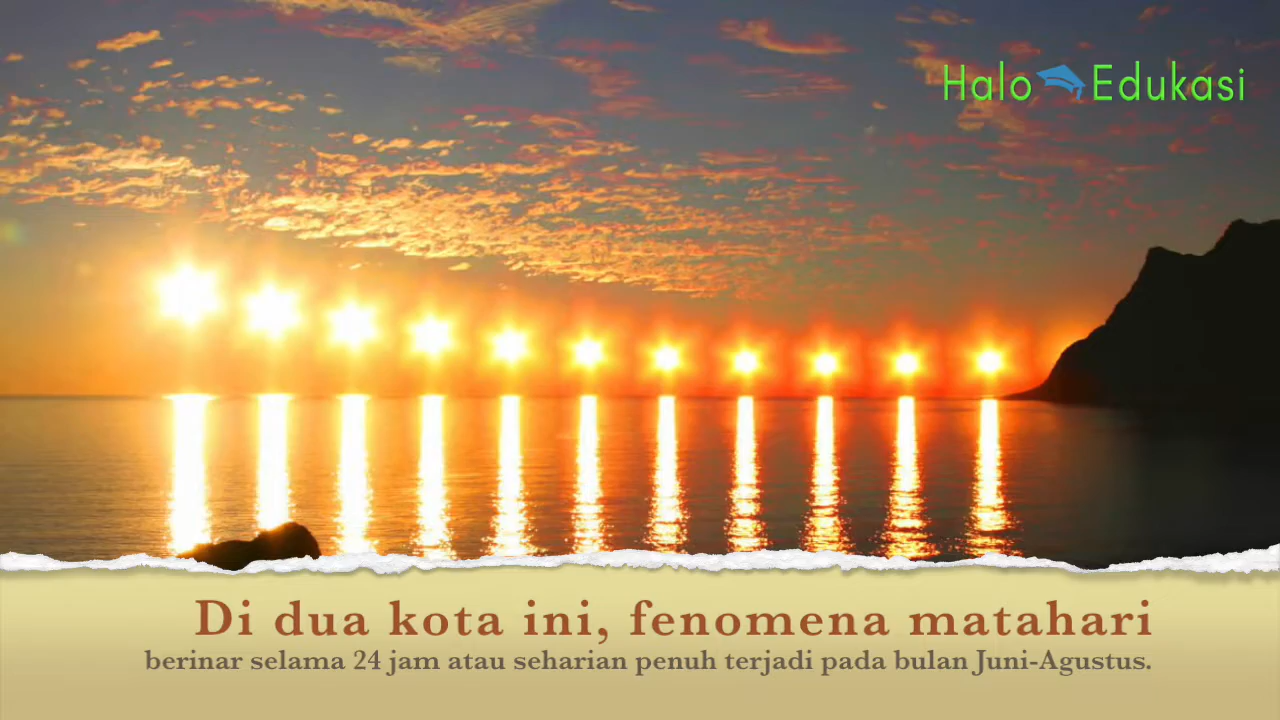 Halo Edukasi
Di dua kota ini, fenomena matahari
berinar selama 24 jam atau seharian penuh terjadi pada bulan Juni-Agustus.